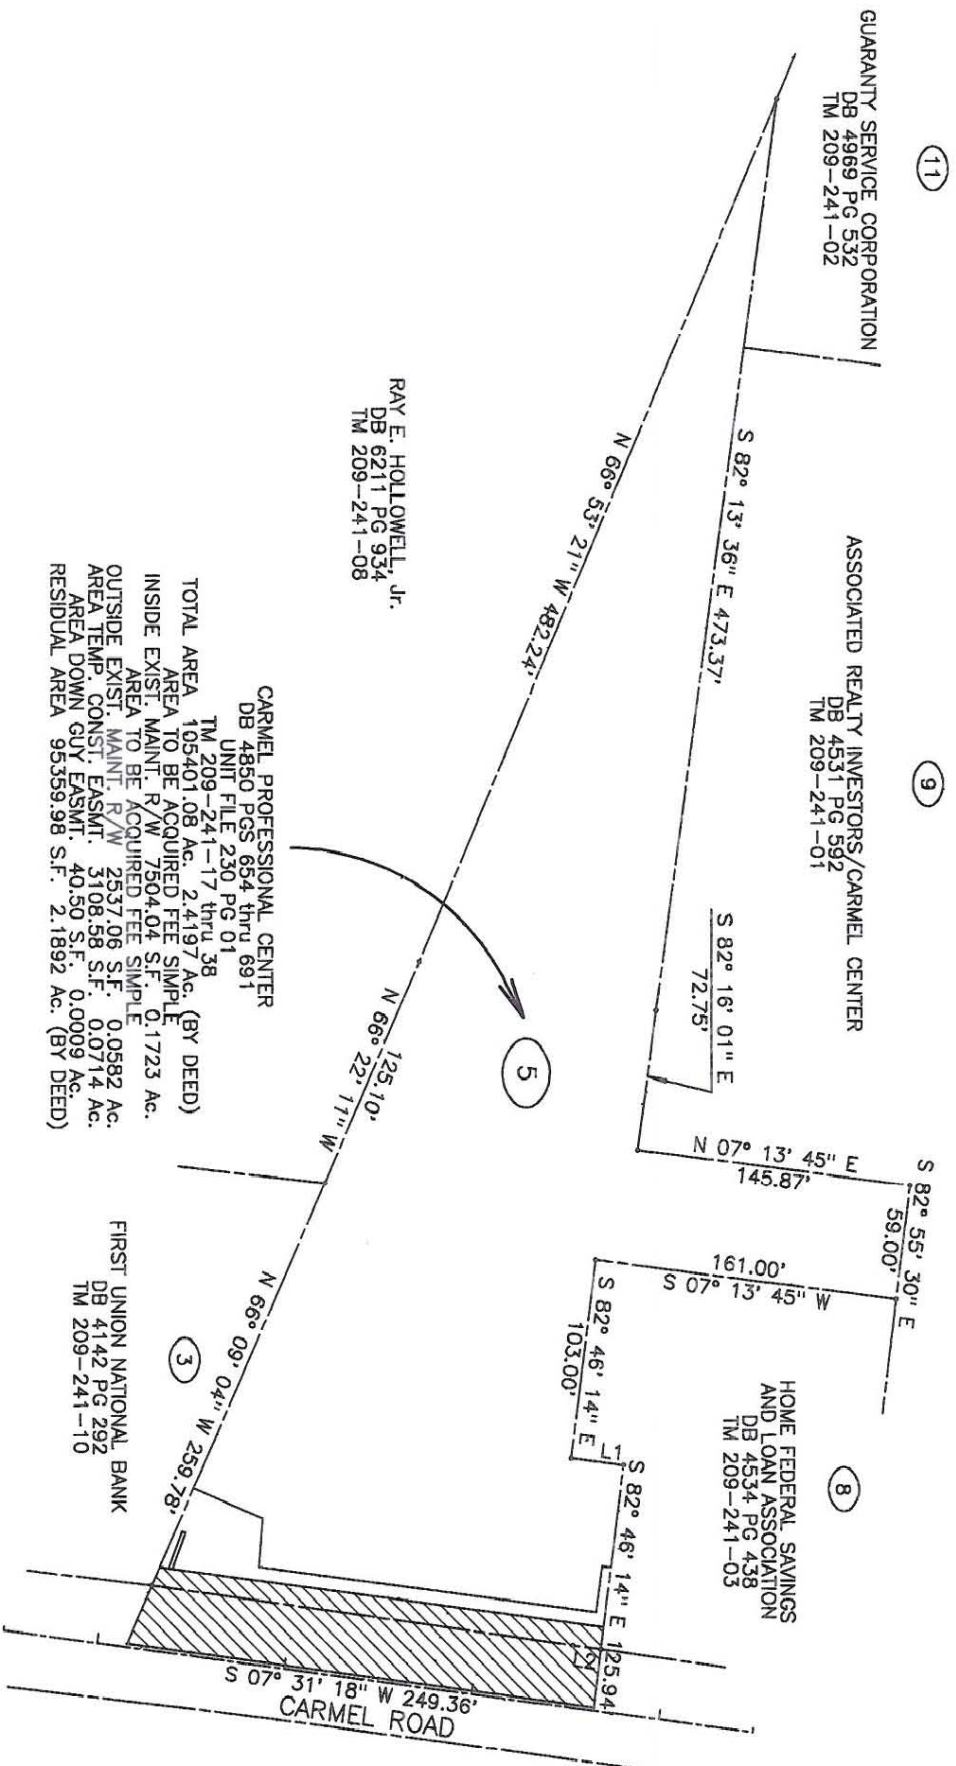 11
GUARANTY SERVICE CORPORATION
DB 4969 PG 532
TM 209-241-02
9
ASSOCIATED REALTY INVESTORS/CARMEL CENTER
DB 4531 PG 592
TM 209-241-01
8
HOME FEDERAL SAVINGS
AND LOAN ASSOCIATION
DB 4534 PG 438
TM 209-241-03
S 82° 13' 36" E 473.37'
S 82° 16' 01" E
72.75'
N 07° 13' 45" E
145.87'
S 82° 55' 30" E
59.00'
161.00'
S 07° 13' 45" W
S 82° 46' 14" E
103.00'
L1
S 82° 46' 14" E 125.94'
L2
N 66° 53' 21" W 482.24'
125.10'
N 66° 22' 11" W
N 66° 09' 04" W 259.78'
S 07° 31' 18" W 249.36'
CARMEL ROAD
5
RAY E. HOLLOWELL, Jr.
DB 6211 PG 934
TM 209-241-08
CARMEL PROFESSIONAL CENTER
DB 4850 PGS 654 thru 691
UNIT FILE 230 PG 01
TM 209-241-17 thru 38
TOTAL AREA 105401.08 Ac. 2.4197 Ac. (BY DEED)
AREA TO BE ACQUIRED FEE SIMPLE
INSIDE EXIST. MAINT. R/W 7504.04 S.F. 0.1723 Ac.
AREA TO BE ACQUIRED FEE SIMPLE
OUTSIDE EXIST. MAINT. R/W 2537.06 S.F. 0.0582 Ac.
AREA TEMP. CONST. EASMT. 3108.58 S.F. 0.0714 Ac.
AREA DOWN GUY EASMT. 40.50 S.F. 0.0009 Ac.
RESIDUAL AREA 95359.98 S.F. 2.1892 Ac. (BY DEED)
3
FIRST UNION NATIONAL BANK
DB 4142 PG 292
TM 209-241-10